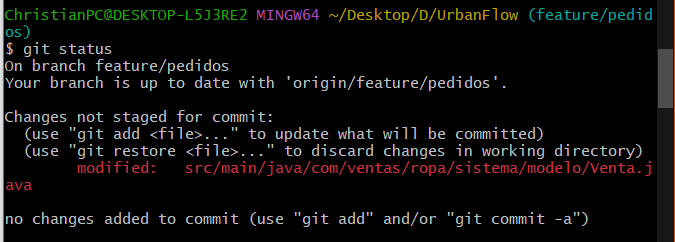 ChristianPC@DESKTOP-L5J3RE2 MINGW64 ~/Desktop/D/UrbanFlow (feature/pedid
os)
$ git status
On branch feature/pedidos
Your branch is up to date with 'origin/feature/pedidos'.
Changes not staged for commit:
  (use "git add <file>..." to update what will be committed)
  (use "git restore <file>..." to discard changes in working directory)
        modified:   src/main/java/com/ventas/ropa/sistema/modelo/Venta.j
ava
no changes added to commit (use "git add" and/or "git commit -a")